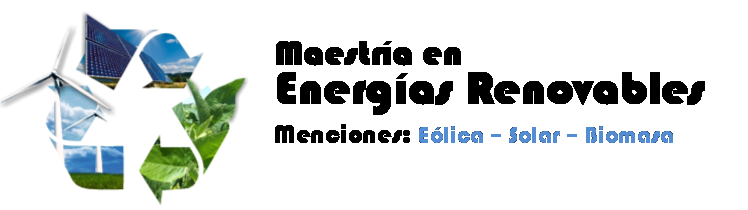 Maestría en
Energías Renovables
Menciones: Eólica – Solar – Biomasa